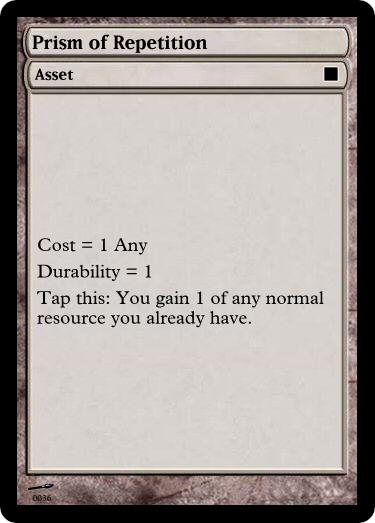 Prism of Repetition
Asset
Cost = 1 Any
Durability = 1
Tap this: You gain 1 of any normal
resource you already have.
0036